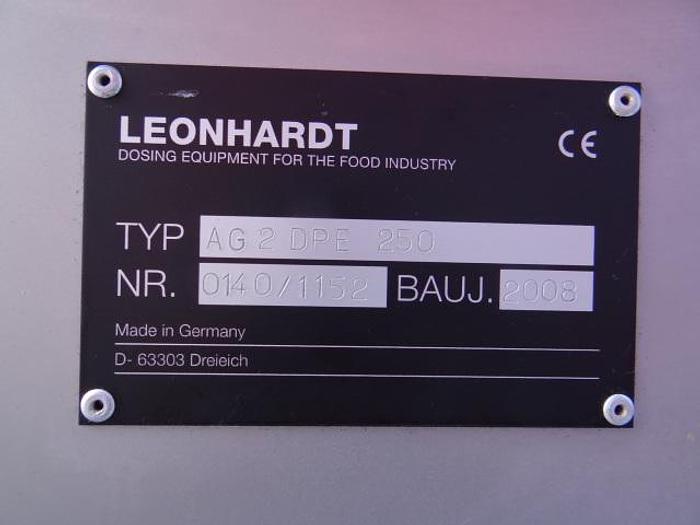 LEONHARDT
DOSING EQUIPMENT FOR THE FOOD INDUSTRY
CE
TYP AG 2 DPE 250
NR. 0140/1152 BAUJ. 2008
Made in Germany
D- 63303 Dreieich